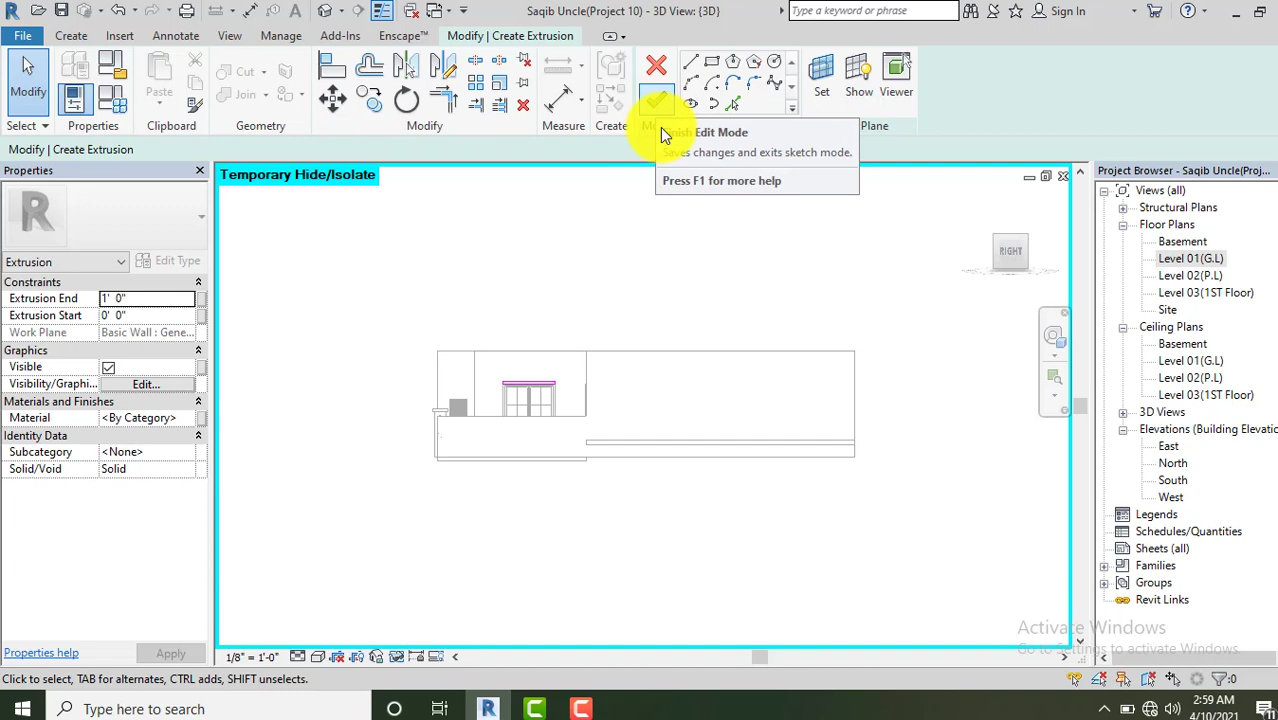 Saqib Uncle(Project 10) - 3D View: {3D}
Type a keyword or phrase
Sign In
File
Create
Insert
Annotate
View
Manage
Add-Ins
Enscape™
Modify | Create Extrusion
Modify
Paste
Cut
Join
Set
Show
Viewer
Select
Properties
Clipboard
Geometry
Modify
Measure
Create
Plane
Modify | Create Extrusion
Finish Edit Mode
Saves changes and exits sketch mode.
Press F1 for more help
Properties
Extrusion
Edit Type
Constraints
Extrusion End
1' 0"
Extrusion Start
0' 0"
Work Plane
Basic Wall : Gene...
Graphics
Visible
Visibility/Graphi...
Edit...
Materials and Finishes
Material
<By Category>
Identity Data
Subcategory
<None>
Solid/Void
Solid
Properties help
Apply
Temporary Hide/Isolate
RIGHT
Project Browser - Saqib Uncle(Proj...
Views (all)
Structural Plans
Floor Plans
Basement
Level 01(G.L)
Level 02(P.L)
Level 03(1ST Floor)
Site
Ceiling Plans
Basement
Level 01(G.L)
Level 02(P.L)
Level 03(1ST Floor)
3D Views
Elevations (Building Elevatio
East
North
South
West
Legends
Schedules/Quantities
Sheets (all)
Families
Groups
Revit Links
Activate Windows
Go to Settings to activate Windows.
1/8" = 1'-0"
Click to select, TAB for alternates, CTRL adds, SHIFT unselects.
:0
Type here to search
2:59 AM
4/10/2021